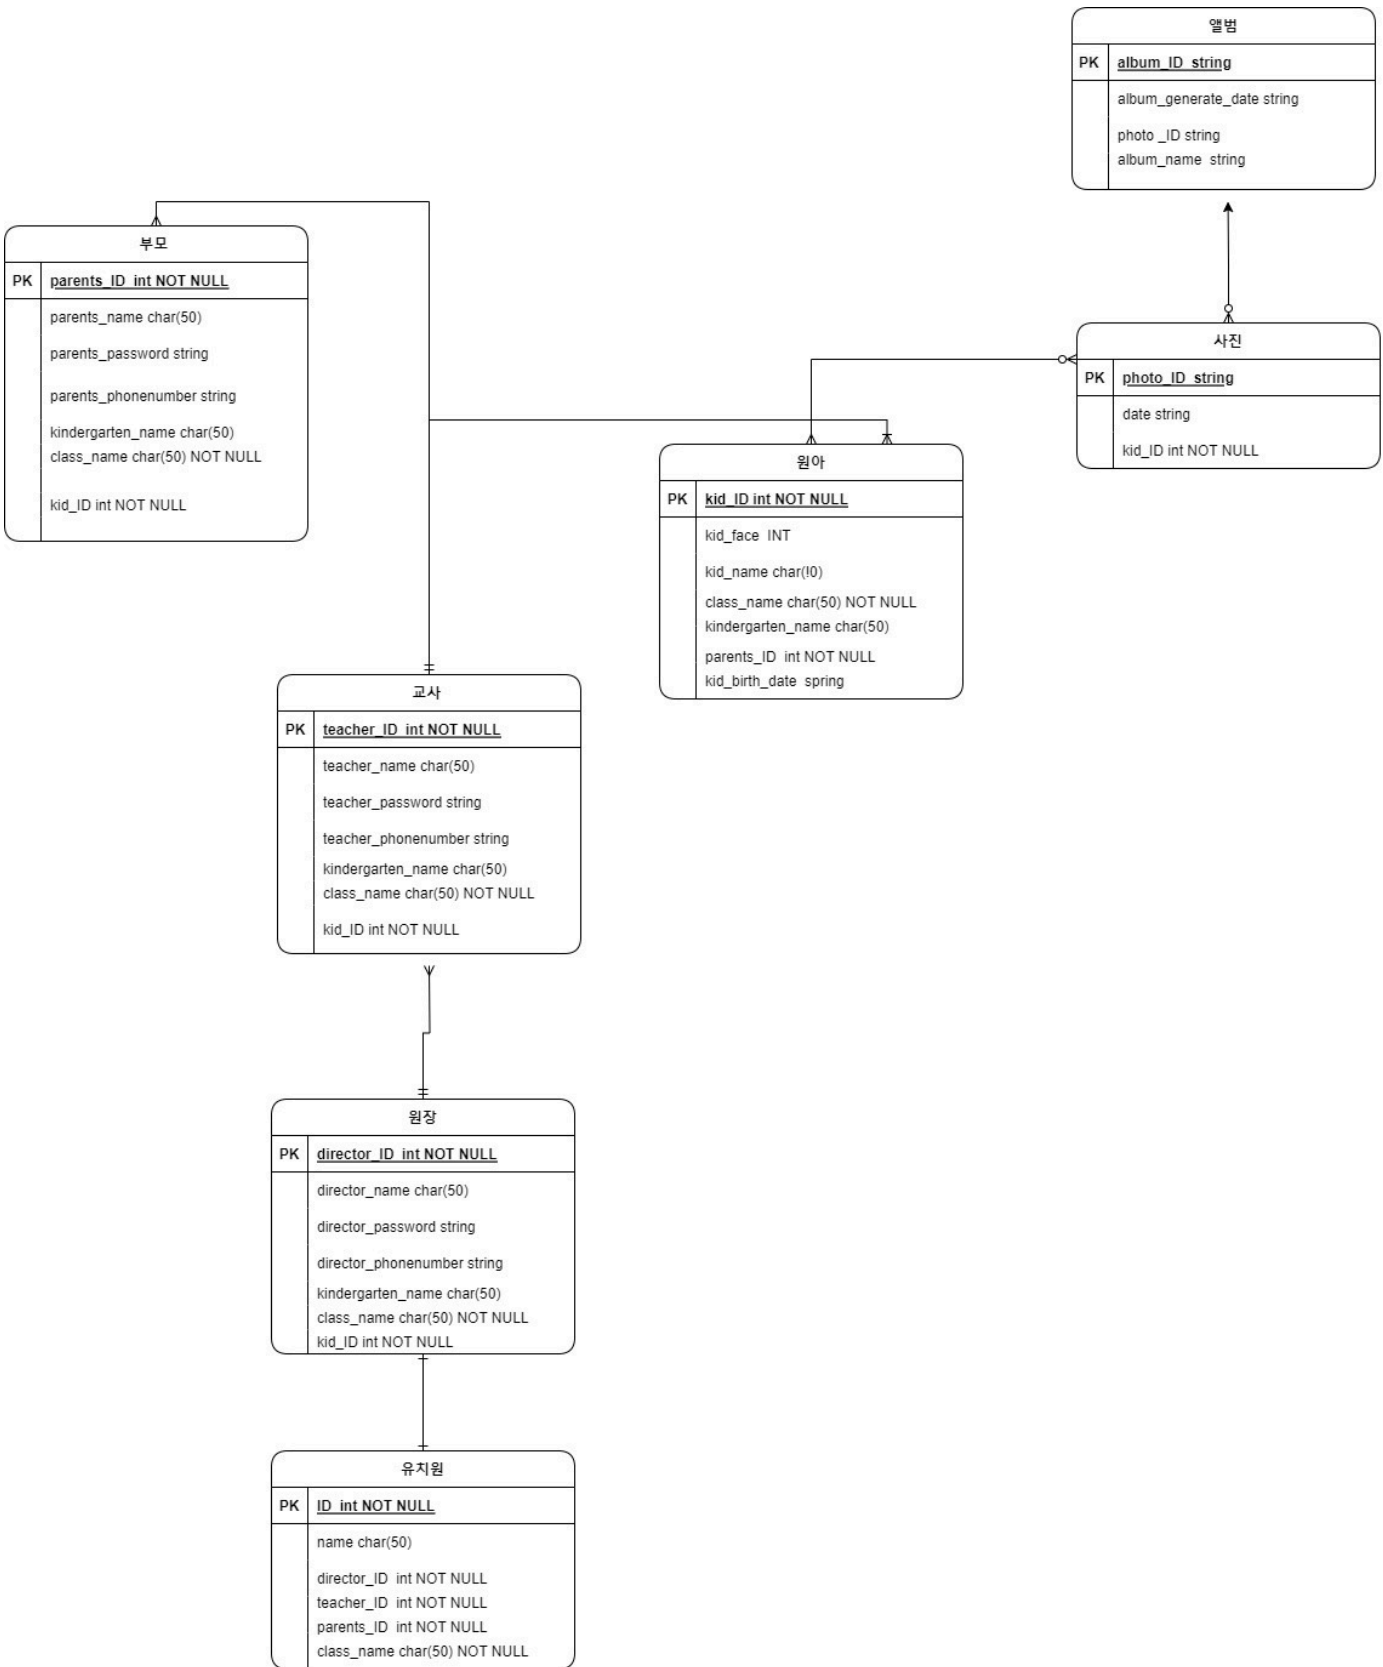 앨범
PK album_ID string
album_generate_date string
photo _ID string
album_name string
부모
PK parents_ID int NOT NULL
parents_name char(50)
parents_password string
parents_phonenumber string
kindergarten_name char(50)
class_name char(50) NOT NULL
kid_ID int NOT NULL
사진
PK photo_ID string
date string
kid_ID int NOT NULL
원아
PK kid_ID int NOT NULL
kid_face INT
kid_name char(!0)
class_name char(50) NOT NULL
kindergarten_name char(50)
parents_ID int NOT NULL
kid_birth_date spring
교사
PK teacher_ID int NOT NULL
teacher_name char(50)
teacher_password string
teacher_phonenumber string
kindergarten_name char(50)
class_name char(50) NOT NULL
kid_ID int NOT NULL
원장
PK director_ID int NOT NULL
director_name char(50)
director_password string
director_phonenumber string
kindergarten_name char(50)
class_name char(50) NOT NULL
kid_ID int NOT NULL
유치원
PK ID int NOT NULL
name char(50)
director_ID int NOT NULL
teacher_ID int NOT NULL
parents_ID int NOT NULL
class_name char(50) NOT NULL